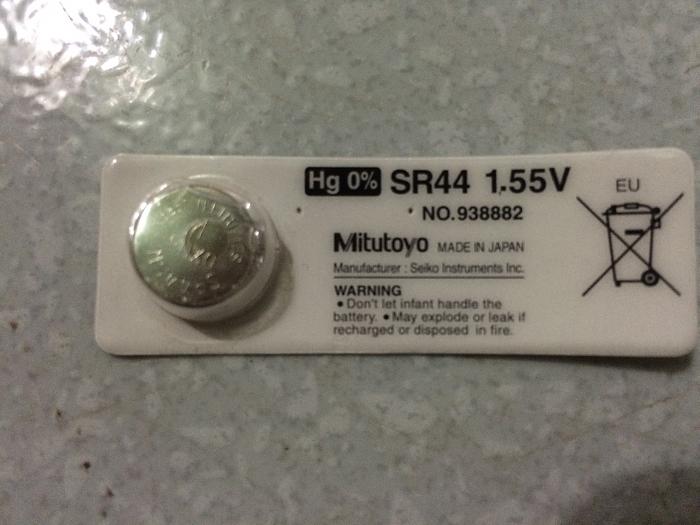 Hg 0% SR44 1.55V
NO.938882
EU
Mitutoyo MADE IN JAPAN
Manufacturer : Seiko Instruments Inc.
WARNING
• Don't let infant handle the
battery. • May explode or leak if
recharged or disposed in fire.